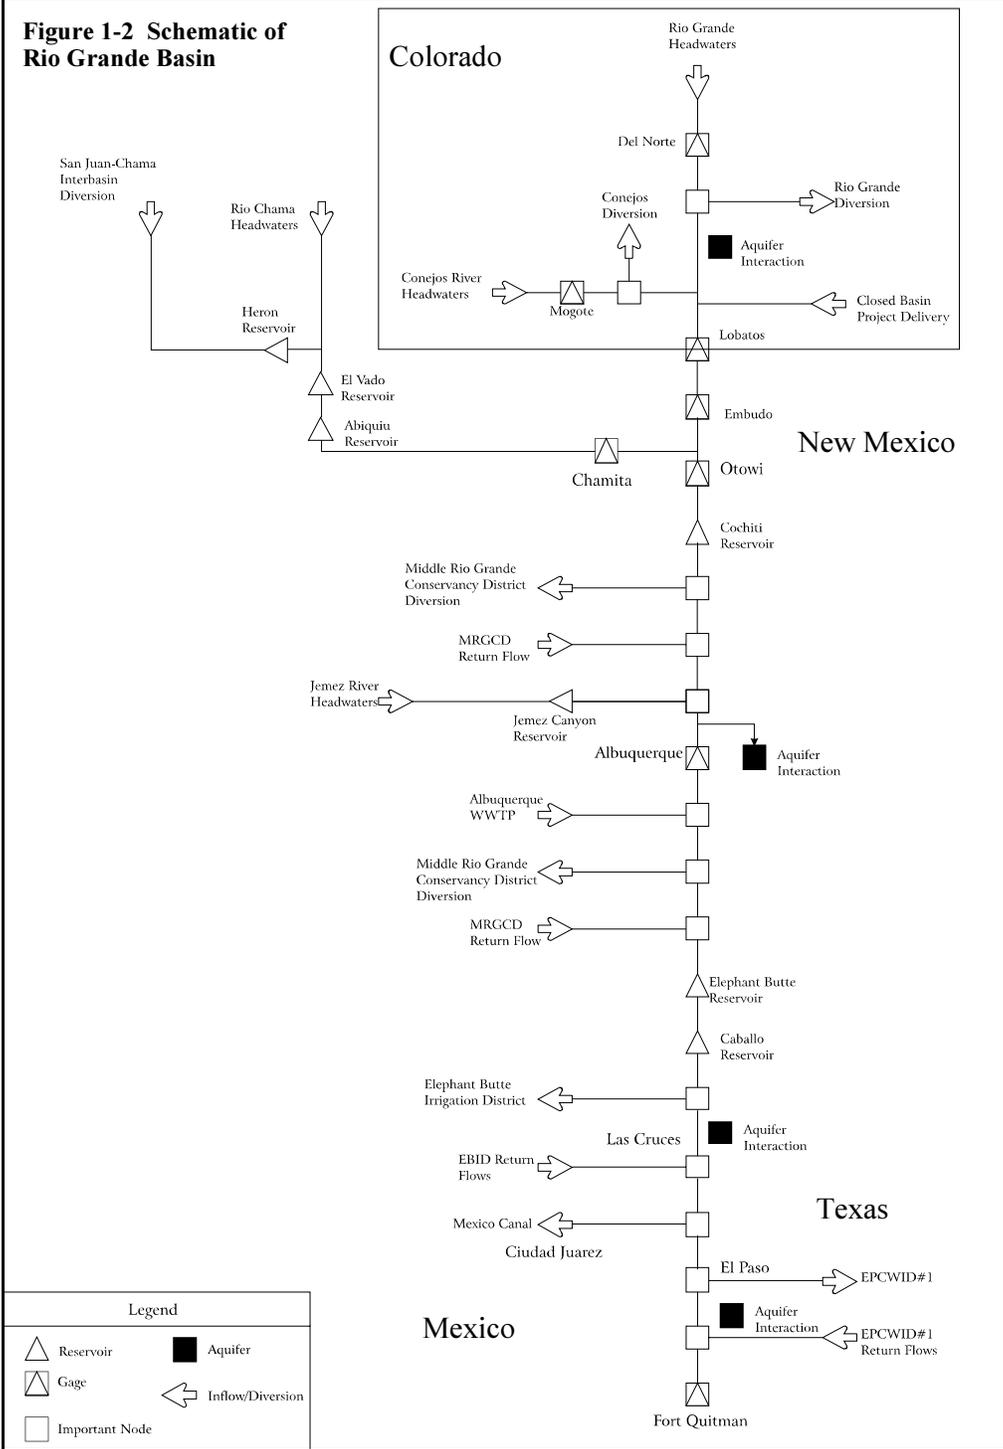 Figure 1-2  Schematic of
Rio Grande Basin
Colorado
Rio Grande
Headwaters
Del Norte
San Juan-Chama
Interbasin
Diversion
Rio Chama
Headwaters
Conejos
Diversion
Rio Grande
Diversion
Aquifer
Interaction
Conejos River
Headwaters
Mogote
Closed Basin
Project Delivery
Heron
Reservoir
Lobatos
El Vado
Reservoir
Embudo
Abiquiu
Reservoir
New Mexico
Chamita
Otowi
Cochiti
Reservoir
Middle Rio Grande
Conservancy District
Diversion
MRGCD
Return Flow
Jemez River
Headwaters
Jemez Canyon
Reservoir
Albuquerque
Aquifer
Interaction
Albuquerque
WWTP
Middle Rio Grande
Conservancy District
Diversion
MRGCD
Return Flow
Elephant Butte
Reservoir
Caballo
Reservoir
Elephant Butte
Irrigation District
Aquifer
Interaction
Las Cruces
EBID Return
Flows
Texas
Mexico Canal
Ciudad Juarez
El Paso
EPCWID#1
Aquifer
Interaction
Mexico
EPCWID#1
Return Flows
Fort Quitman
Legend
Reservoir
Aquifer
Gage
Inflow/Diversion
Important Node